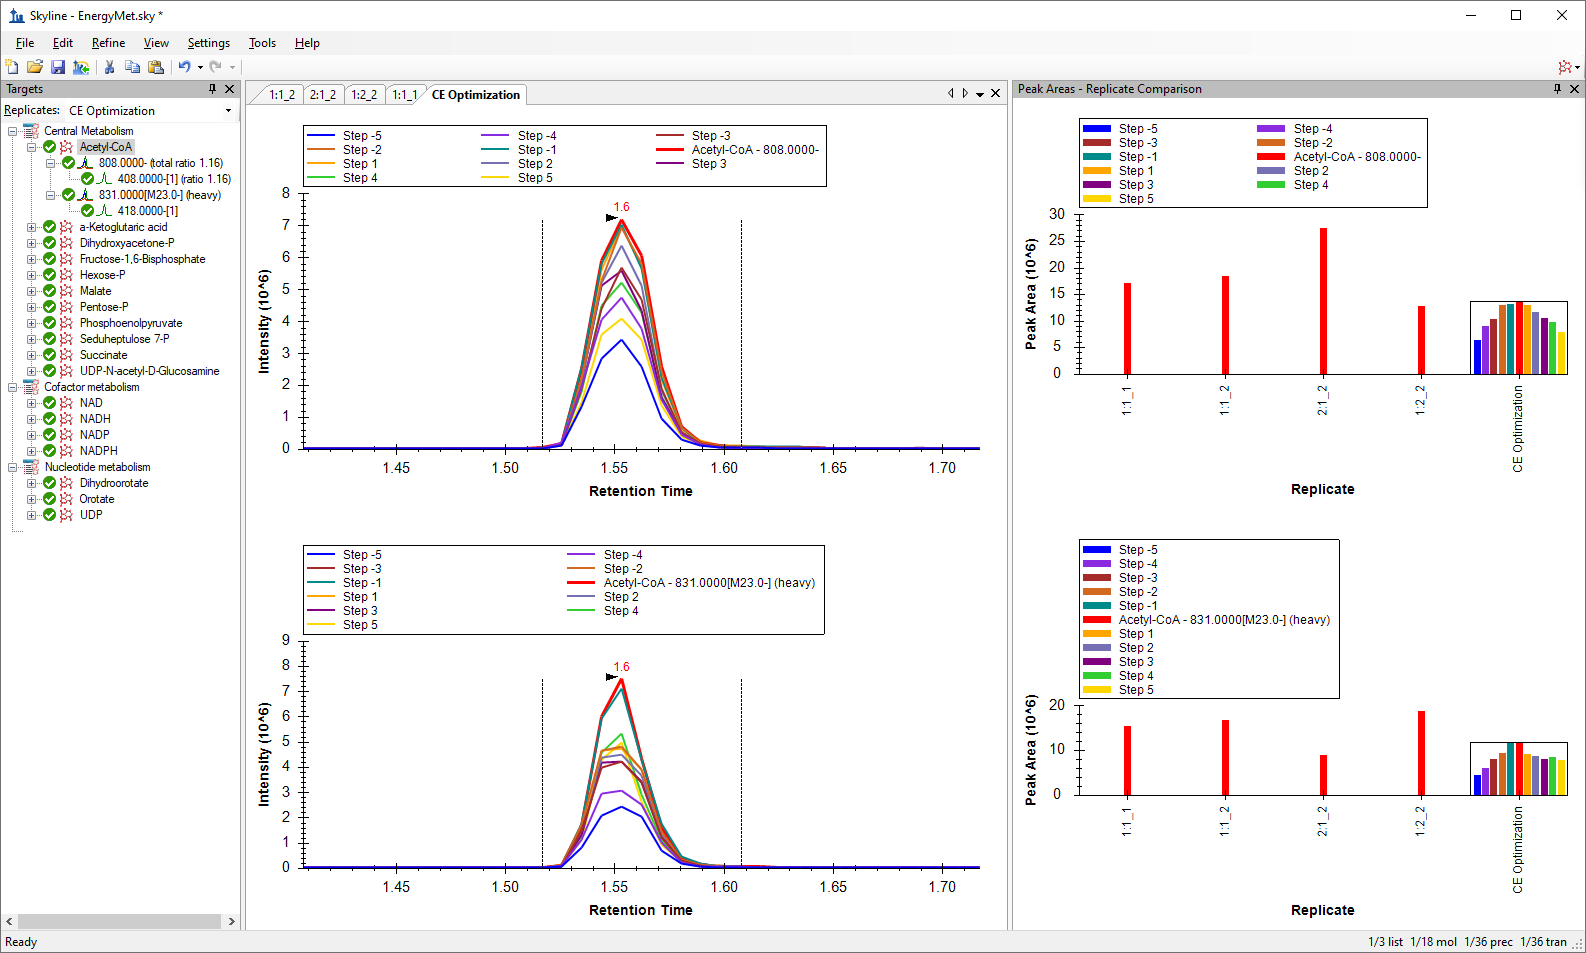 Skyline - EnergyMet.sky *
File Edit Refine View Settings Tools Help
Targets
Replicates: CE Optimization
Central Metabolism
Acetyl-CoA
808.0000- (total ratio 1.16)
408.0000-[1] (ratio 1.16)
831.0000[M23.0-] (heavy)
418.0000-[1]
a-Ketoglutaric acid
Dihydroxyacetone-P
Fructose-1,6-Bisphosphate
Hexose-P
Malate
Pentose-P
Phosphoenolpyruvate
Seduheptulose 7-P
Succinate
UDP-N-acetyl-D-Glucosamine
Cofactor metabolism
NAD
NADH
NADP
NADPH
Nucleotide metabolism
Dihydroorotate
Orotate
UDP
1:1_2 2:1_2 1:2_2 1:1_1 CE Optimization
Step -5 Step -4 Step -3
Step -2 Step -1 Acetyl-CoA - 808.0000-
Step 1 Step 2 Step 3
Step 4 Step 5
8
7
6
5
4
3
2
1
0
Intensity (10^6)
1.6
1.45 1.50 1.55 1.60 1.65 1.70
Retention Time
Step -5 Step -4
Step -3 Step -2
Step -1 Acetyl-CoA - 831.0000[M23.0-] (heavy)
Step 1 Step 2
Step 3 Step 4
Step 5
9
8
7
6
5
4
3
2
1
0
Intensity (10^6)
1.6
1.45 1.50 1.55 1.60 1.65 1.70
Retention Time
Peak Areas - Replicate Comparison
Step -5 Step -4
Step -3 Step -2
Step -1 Acetyl-CoA - 808.0000-
Step 1 Step 2
Step 3 Step 4
Step 5
30
25
20
15
10
5
0
Peak Area (10^6)
1:1_1 1:1_2 2:1_2 1:2_2 CE Optimization
Replicate
Step -5
Step -4
Step -3
Step -2
Step -1
Acetyl-CoA - 831.0000[M23.0-] (heavy)
Step 1
Step 2
Step 3
Step 4
Step 5
20
10
0
Peak Area (10^6)
1:1_1 1:1_2 2:1_2 1:2_2 CE Optimization
Replicate
Ready
1/3 list 1/18 mol 1/36 prec 1/36 tran